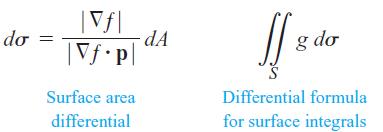 dσ = |∇f| / |∇f · p| dA
∬_S g dσ
Surface area
differential
Differential formula
for surface integrals